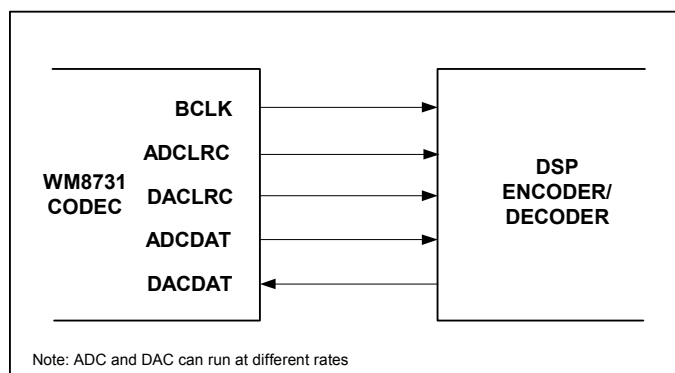 BCLK
ADCLRC
WM8731
CODEC
DACLRC
ADCDAT
DACDAT
DSP
ENCODER/
DECODER
Note: ADC and DAC can run at different rates